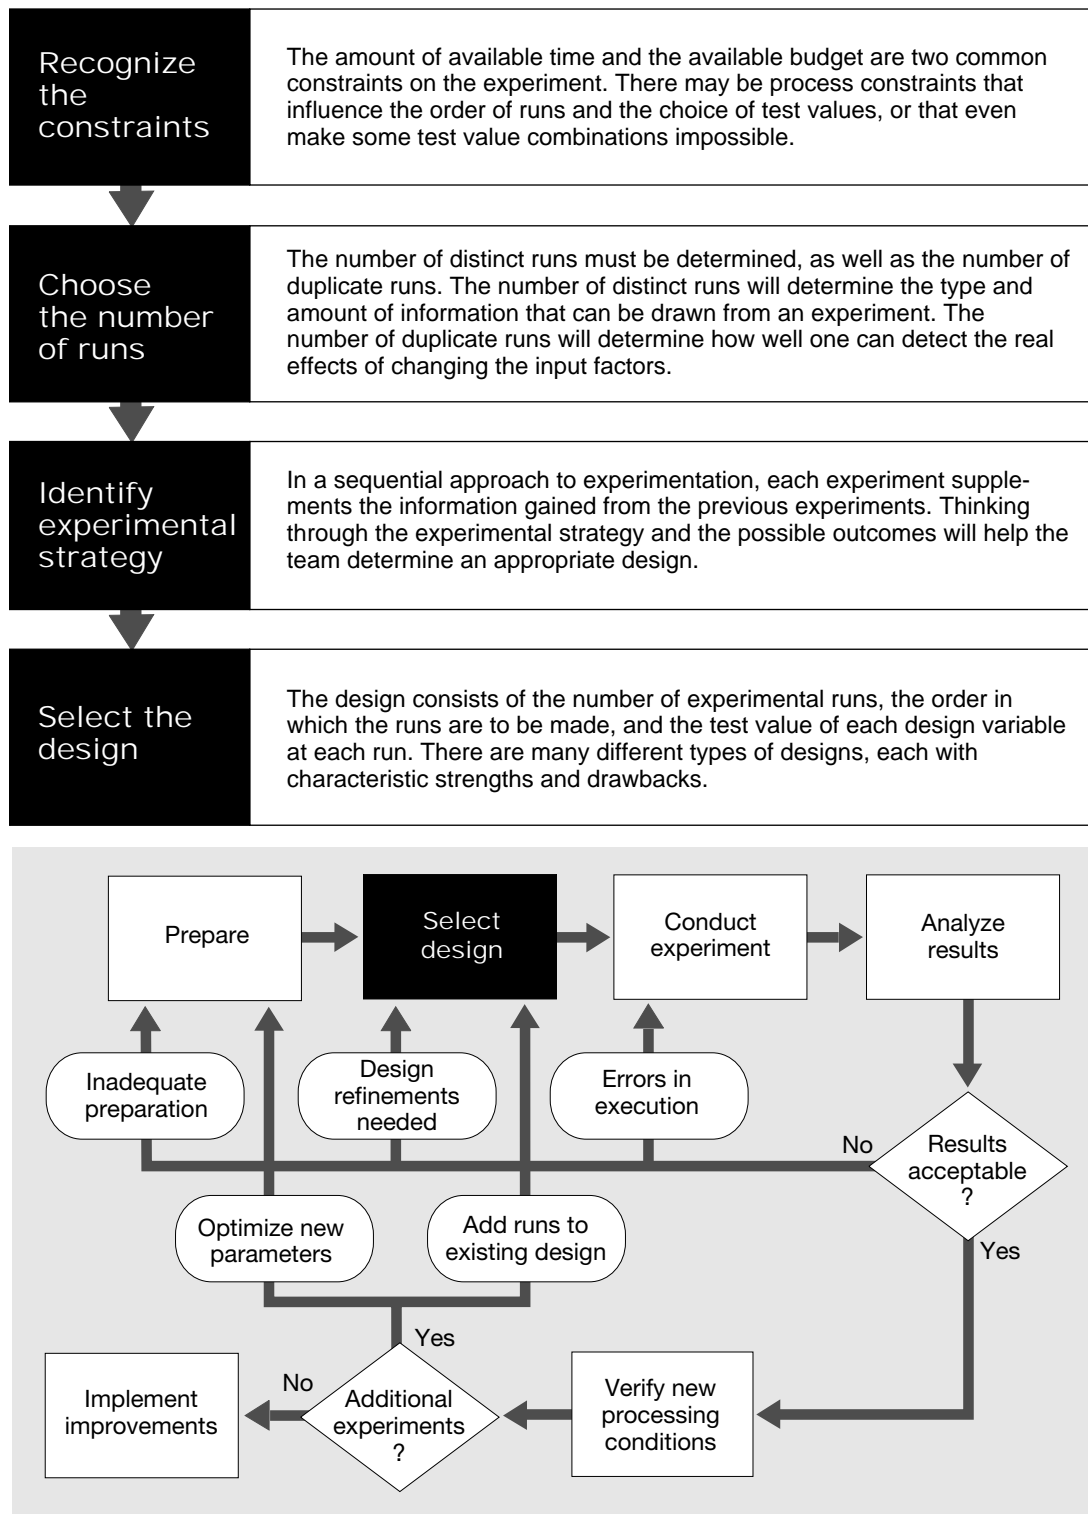 Recognize
the
constraints
The amount of available time and the available budget are two common
constraints on the experiment. There may be process constraints that
influence the order of runs and the choice of test values, or that even
make some test value combinations impossible.
Choose
the number
of runs
The number of distinct runs must be determined, as well as the number of
duplicate runs. The number of distinct runs will determine the type and
amount of information that can be drawn from an experiment. The
number of duplicate runs will determine how well one can detect the real
effects of changing the input factors.
Identify
experimental
strategy
In a sequential approach to experimentation, each experiment supple-
ments the information gained from the previous experiments. Thinking
through the experimental strategy and the possible outcomes will help the
team determine an appropriate design.
Select the
design
The design consists of the number of experimental runs, the order in
which the runs are to be made, and the test value of each design variable
at each run. There are many different types of designs, each with
characteristic strengths and drawbacks.
Prepare
Select
design
Conduct
experiment
Analyze
results
Inadequate
preparation
Design
refinements
needed
Errors in
execution
No
Results
acceptable
?
Optimize new
parameters
Add runs to
existing design
Yes
Yes
Implement
improvements
No
Additional
experiments
?
Verify new
processing
conditions